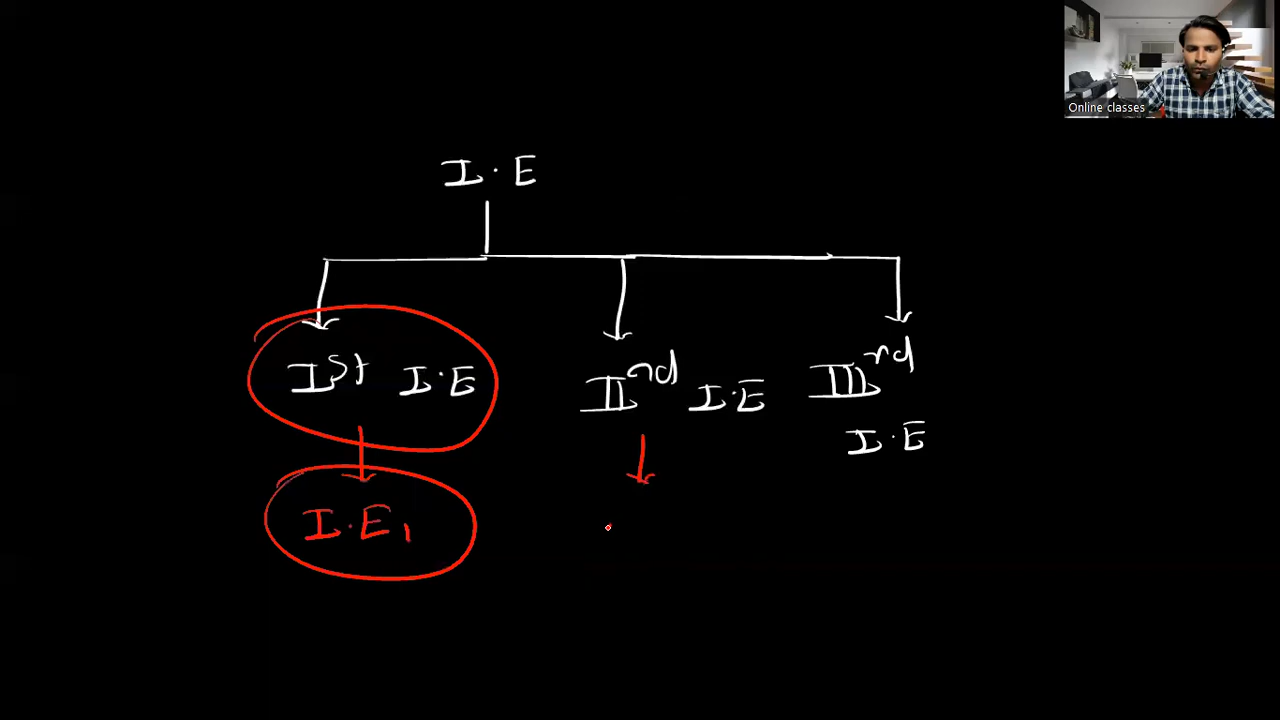 Online classes
I.E
Ist I.E
IInd I.E
IIIrd
I.E
I.E1